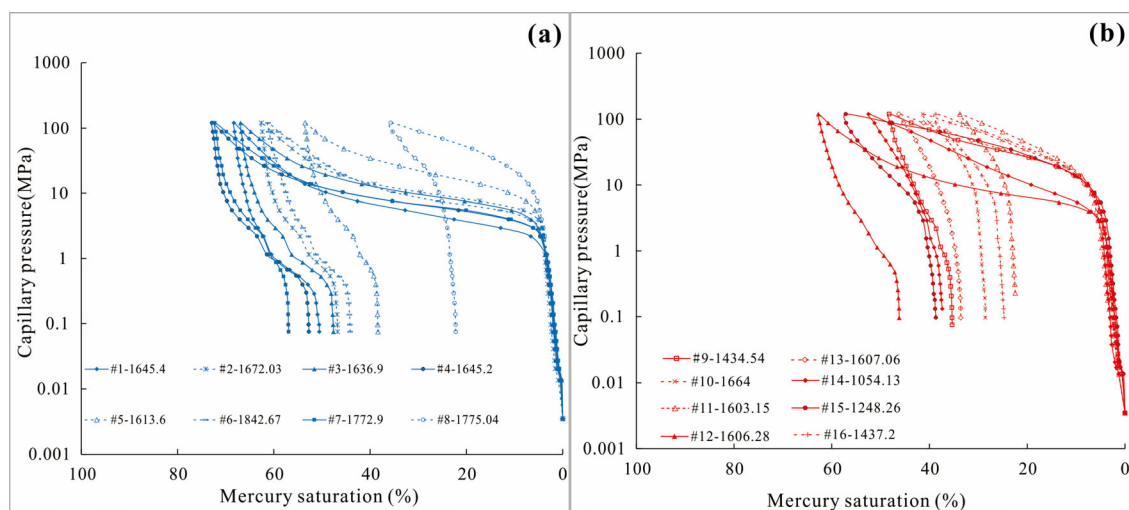 (a)
1000
100
10
1
0.1
0.01
0.001
Capillary pressure(MPa)
#1-1645.4 #2-1672.03 #3-1636.9 #4-1645.2
#5-1613.6 #6-1842.67 #7-1772.9 #8-1775.04
100 80 60 40 20 0
Mercury saturation (%)
(b)
1000
100
10
1
0.1
0.01
0.001
Capillary pressure(MPa)
#9-1434.54 #13-1607.06
#10-1664 #14-1054.13
#11-1603.15 #15-1248.26
#12-1606.28 #16-1437.2
100 80 60 40 20 0
Mercury saturation (%)